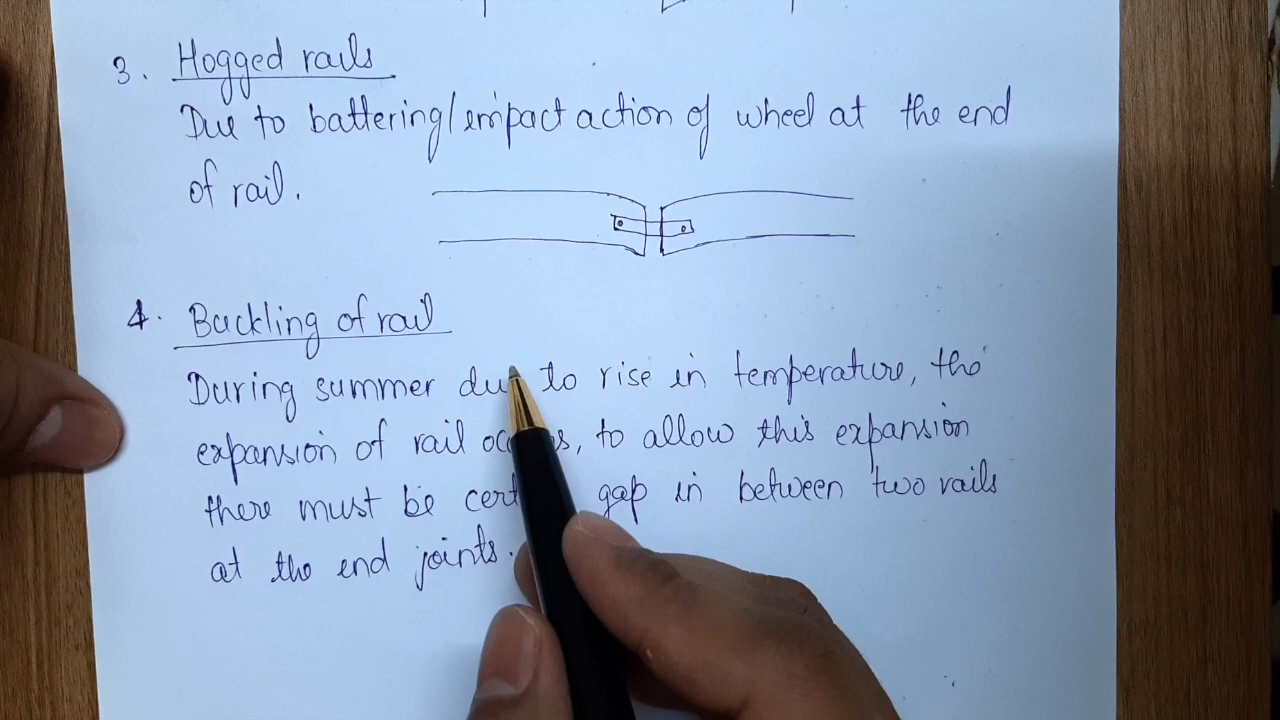 3. Hogged rails
Due to battering/impact action of wheel at the end
of rail.
4. Buckling of rail
During summer du to rise in temperature, the
expansion of rail oc s, to allow this expansion
there must be cert gap in between two rails
at the end joints.